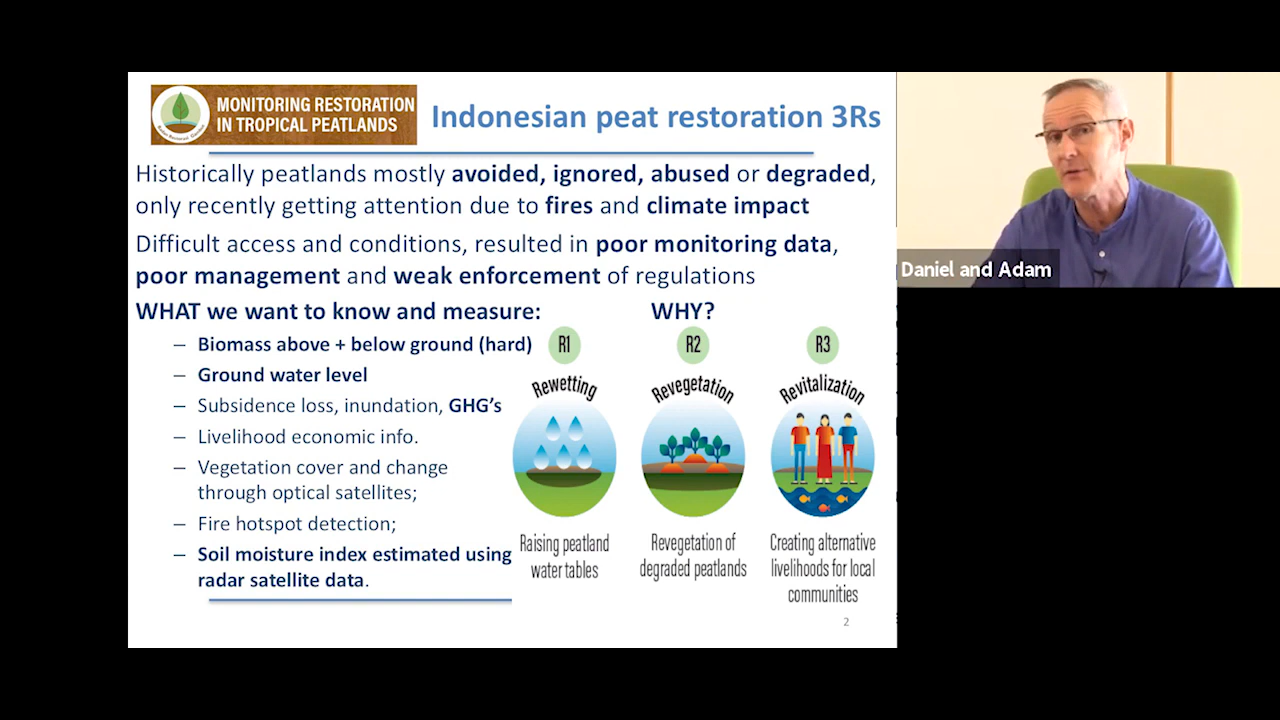 MONITORING RESTORATION
IN TROPICAL PEATLANDS
Indonesian peat restoration 3Rs
Historically peatlands mostly avoided, ignored, abused or degraded,
only recently getting attention due to fires and climate impact
Difficult access and conditions, resulted in poor monitoring data,
poor management and weak enforcement of regulations
WHAT we want to know and measure:
– Biomass above + below ground (hard)
– Ground water level
– Subsidence loss, inundation, GHG’s
– Livelihood economic info.
– Vegetation cover and change
through optical satellites;
– Fire hotspot detection;
– Soil moisture index estimated using
radar satellite data.
WHY?
R1
Rewetting
Raising peatland
water tables
R2
Revegetation
Revegetation of
degraded peatlands
R3
Revitalization
Creating alternative
livelihoods for local
communities
2
Daniel and Adam